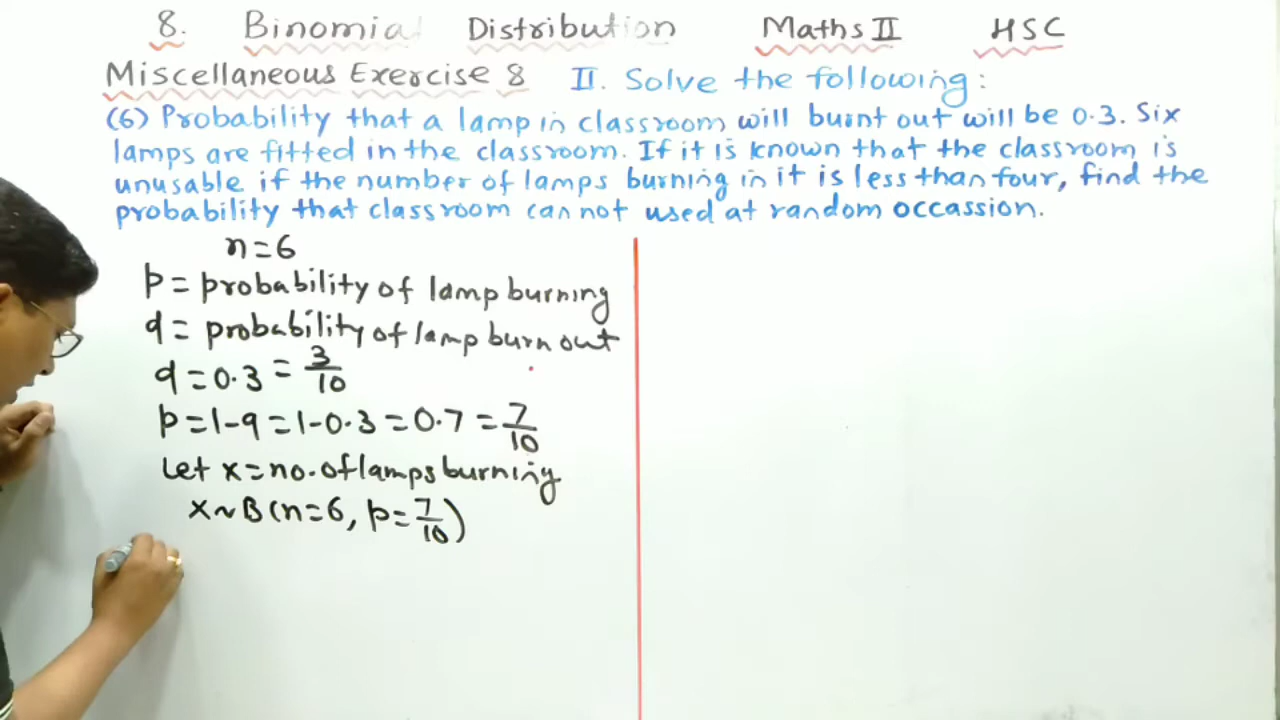 8. Binomial Distribution Maths II HSC
Miscellaneous Exercise 8 II. Solve the following:
(6) Probability that a lamp in classroom will burnt out will be 0.3. Six
lamps are fitted in the classroom. If it is known that the classroom is
unusable if the number of lamps burning in it is less than four, find the
probability that classroom can not used at random occassion.
n=6
p = probability of lamp burning
q = probability of lamp burn out
q = 0.3 = 3/10
p = 1-q = 1-0.3 = 0.7 = 7/10
Let x = no. of lamps burning
X ~ B(n=6, p=7/10)